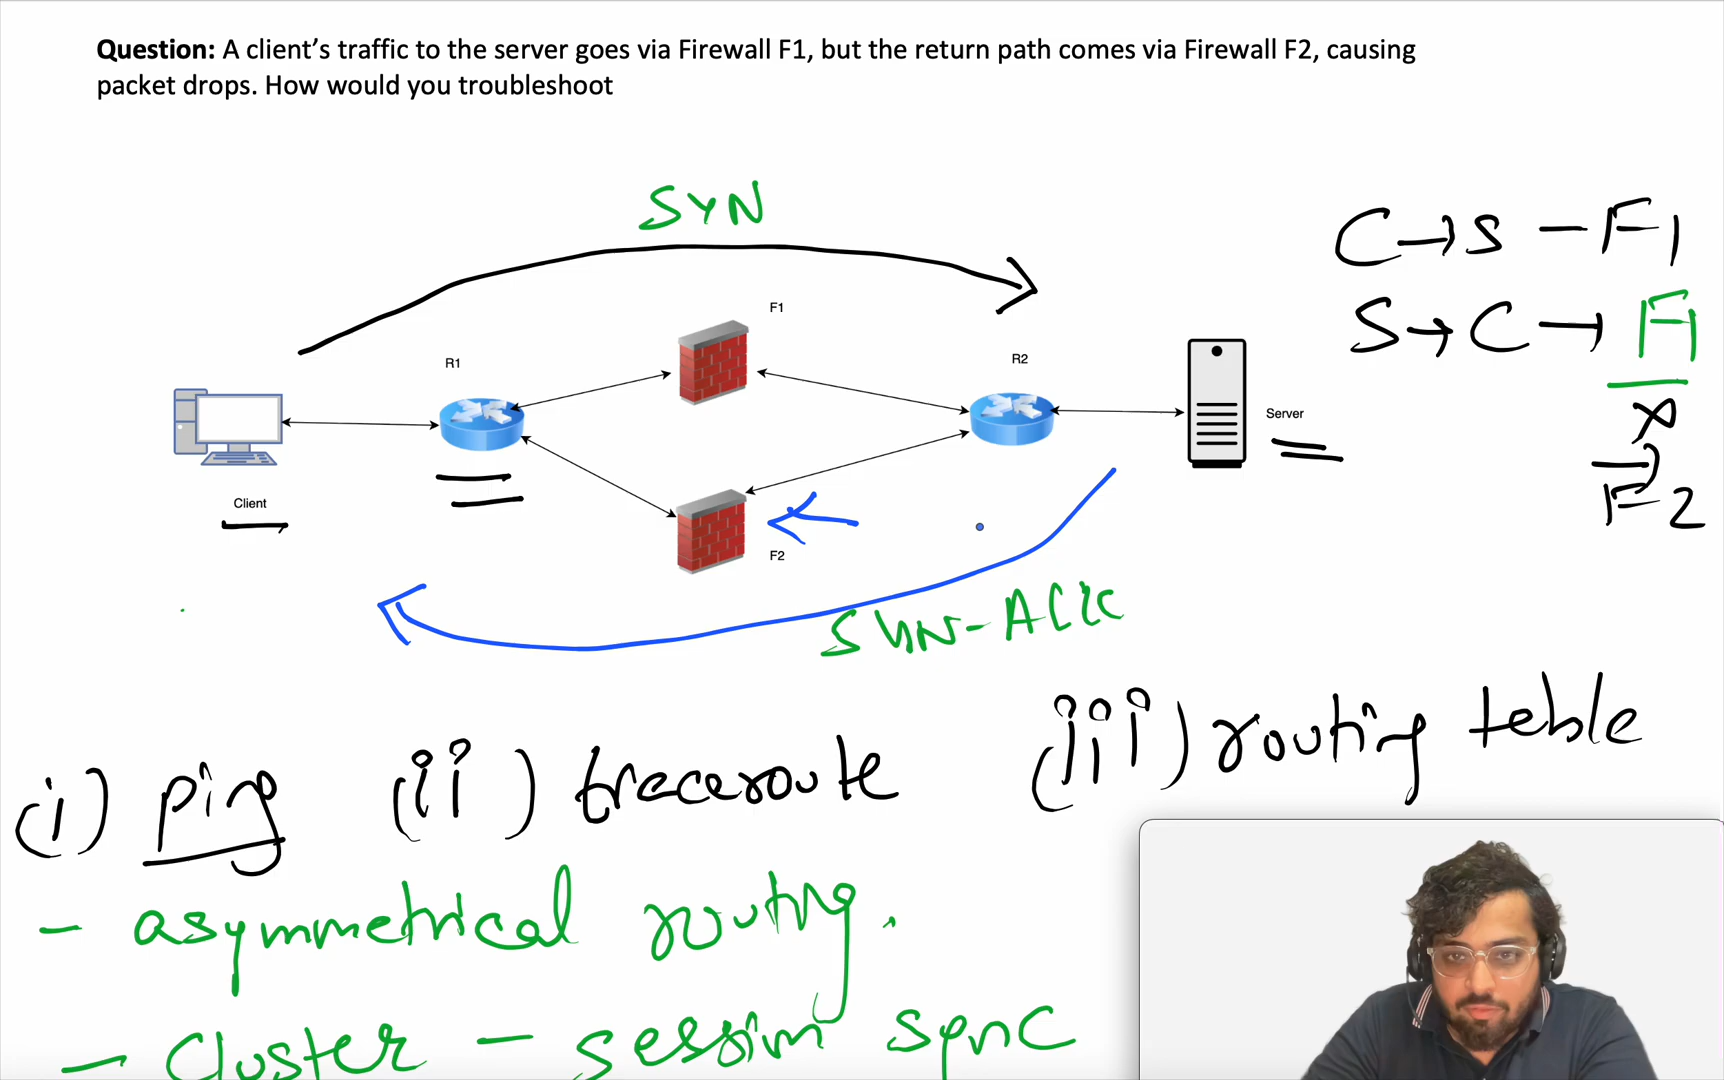 Question: A client's traffic to the server goes via Firewall F1, but the return path comes via Firewall F2, causing
packet drops. How would you troubleshoot
SYN
C→S – F1
S→C → F1
F2
F1
R1
R2
Server
Client
F2
SYN-ACK
(i) ping (ii) traceroute (iii) routing table
- asymmetrical routing.
- Cluster - session sync